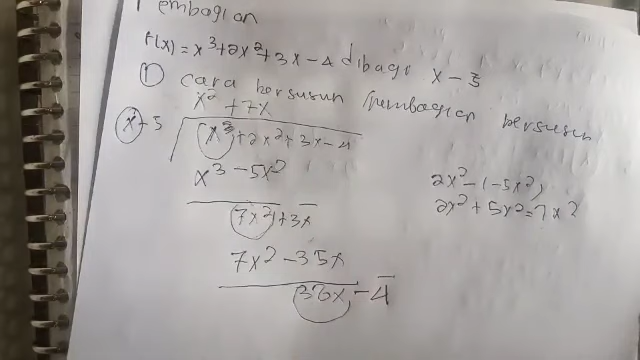 Pembagian
f(x) = x³+2x²+3x-4 dibagi x-5
① cara bersusun / pembagian bersusun
x² + 7x
x-5 x³+2x²+3x-4
x³ - 5x²
7x²+3x
7x² - 35x
38x - 4
2x² - (-5x²)
2x² + 5x² = 7x²